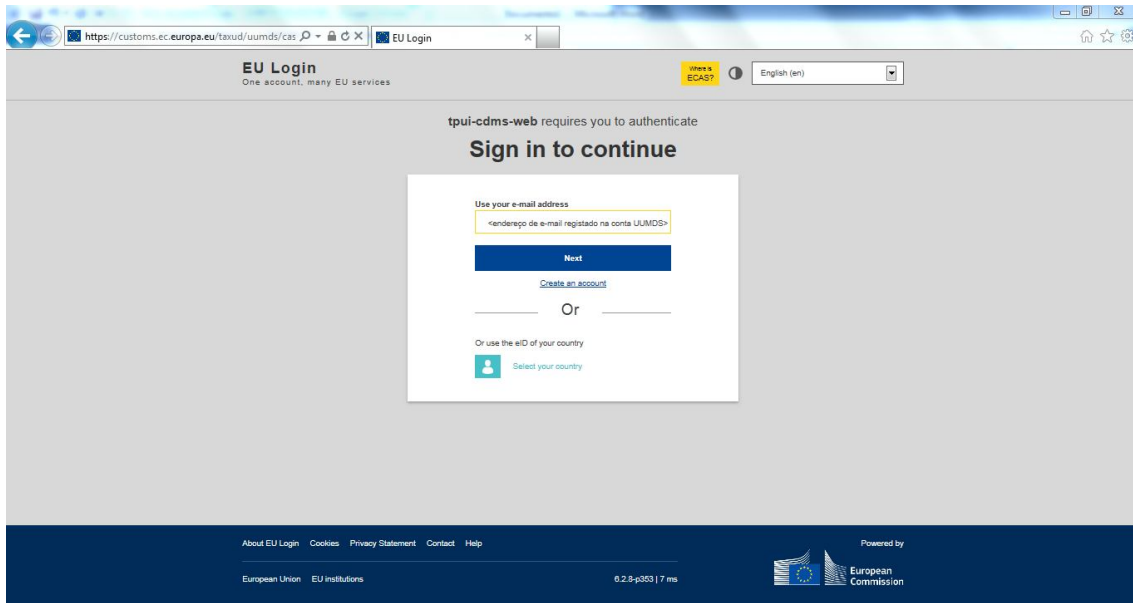 https://customs.ec.europa.eu/taxud/uumds/cas
EU Login
EU Login
One account, many EU services
Where is
ECAS?
English (en)
tpui-cdms-web requires you to authenticate
Sign in to continue
Use your e-mail address
<endereço de e-mail registado na conta UUMDS>
Next
Create an account
Or
Or use the eID of your country
Select your country
About EU Login Cookies Privacy Statement Contact Help
Powered by
European Union EU institutions
6.2.8-p353 | 7 ms
European
Commission